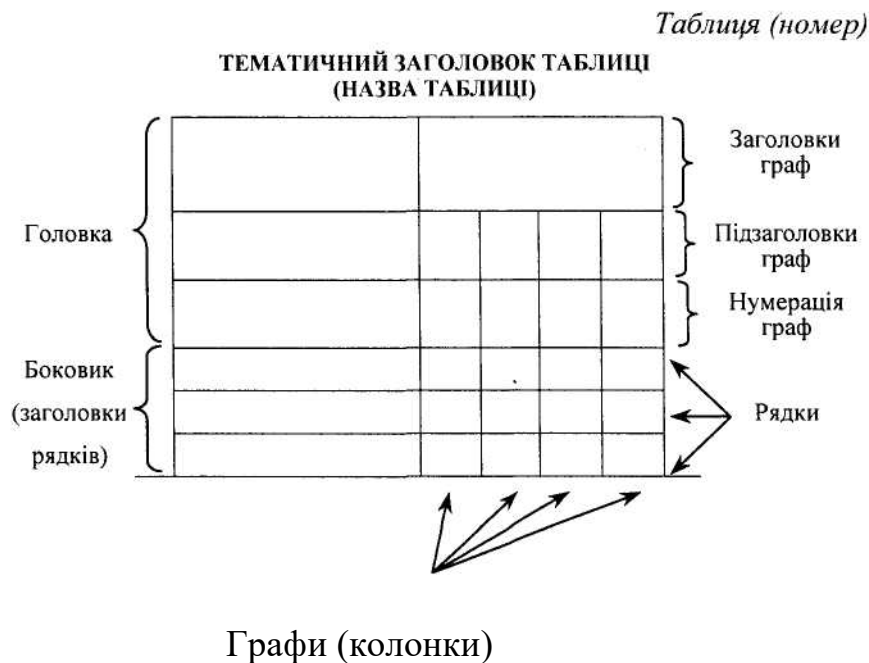 Таблиця (номер)
ТЕМАТИЧНИЙ ЗАГОЛОВОК ТАБЛИЦІ
(НАЗВА ТАБЛИЦІ)
Заголовки
граф
Головка
Підзаголовки
граф
Нумерація
граф
Боковик
(заголовки
рядків)
Рядки
Графи (колонки)